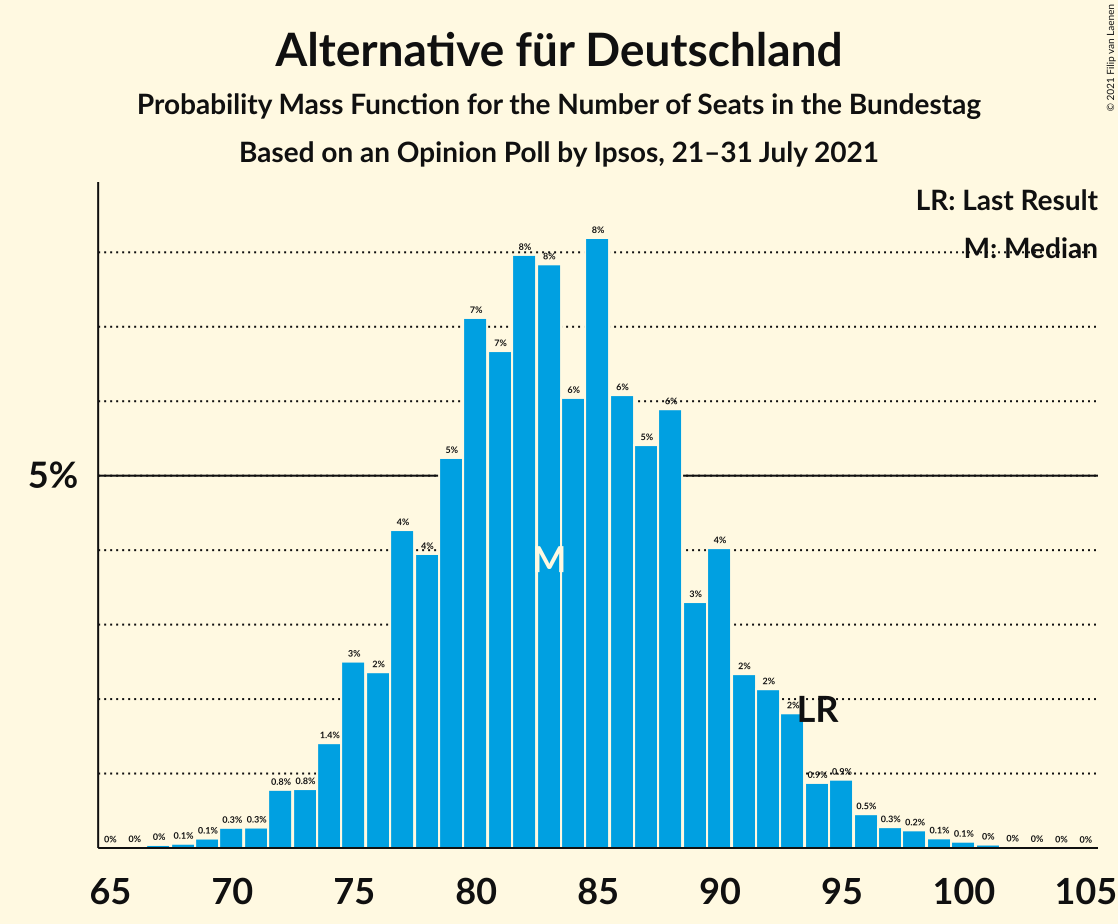 Alternative für Deutschland
Probability Mass Function for the Number of Seats in the Bundestag
Based on an Opinion Poll by Ipsos, 21–31 July 2021
© 2021 Filip van Laenen
LR: Last Result
M: Median
5%
0% 0% 0% 0.1% 0.1% 0.3% 0.3% 0.8% 0.8% 1.4% 3% 2% 4% 4% 5% 7% 7% 8% 8% 6% 8% 6% 5% 6% 3% 4% 2% 2% 2% 0.9% 0.9% 0.5% 0.3% 0.2% 0.1% 0.1% 0% 0% 0% 0% 0%
M
LR
65 70 75 80 85 90 95 100 105